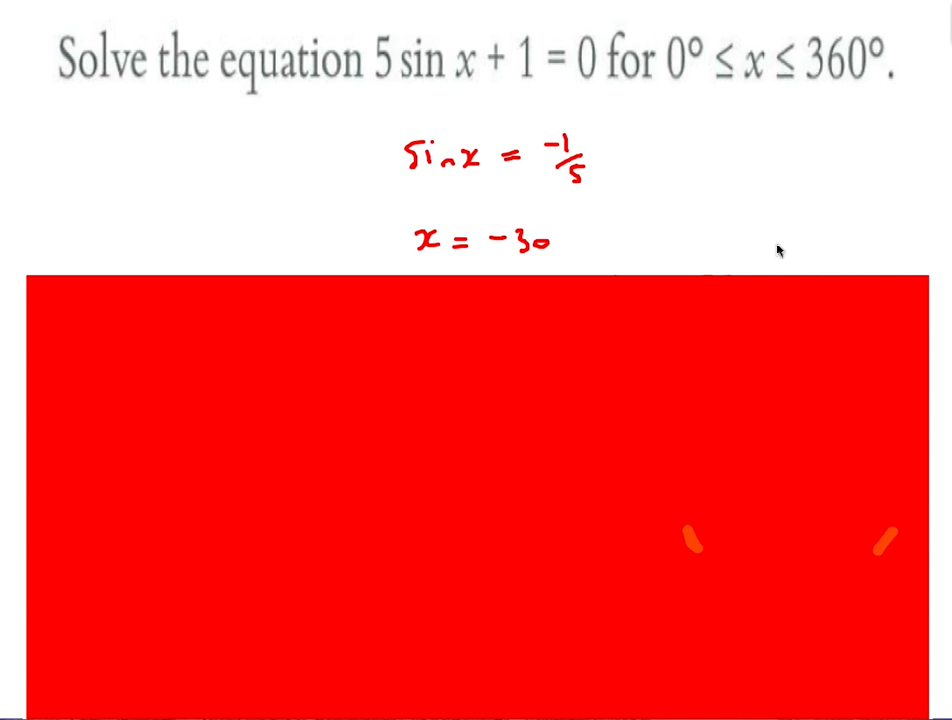 Solve the equation 5 sin x + 1 = 0 for 0° ≤ x ≤ 360°.
sin x = -1/5
x = -30